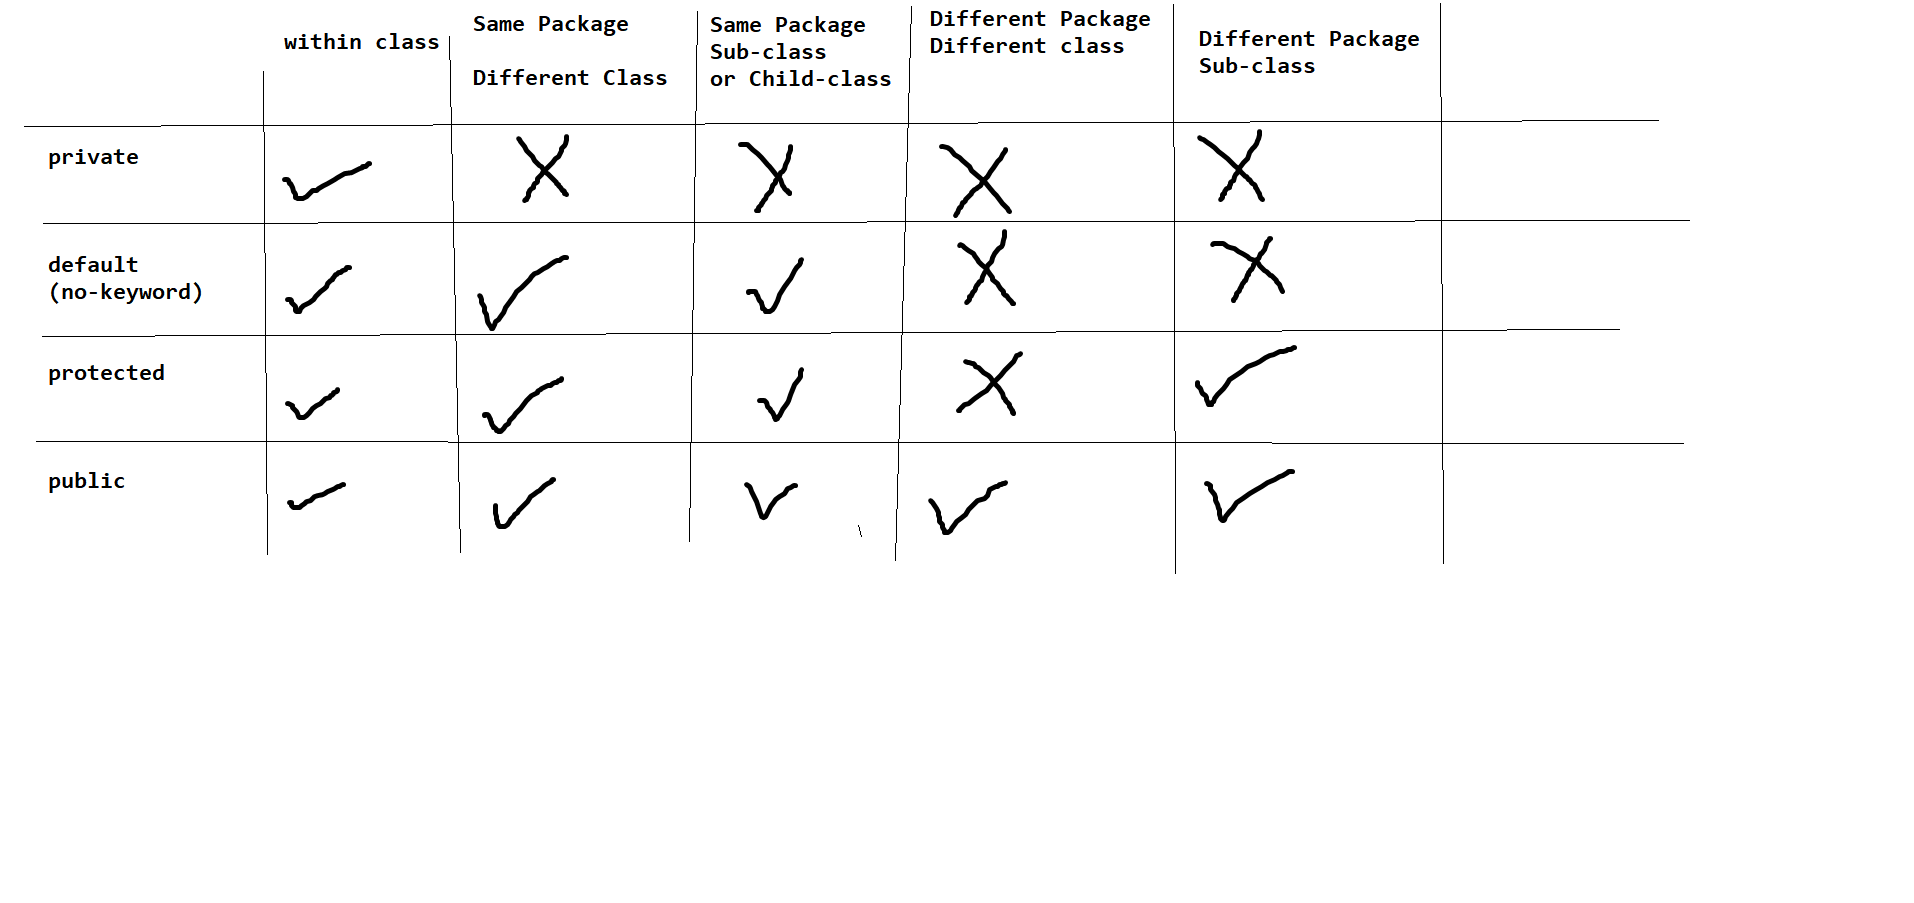 within class
Same Package
Different Class
Same Package
Sub-class
or Child-class
Different Package
Different class
Different Package
Sub-class
private
default
(no-keyword)
protected
public